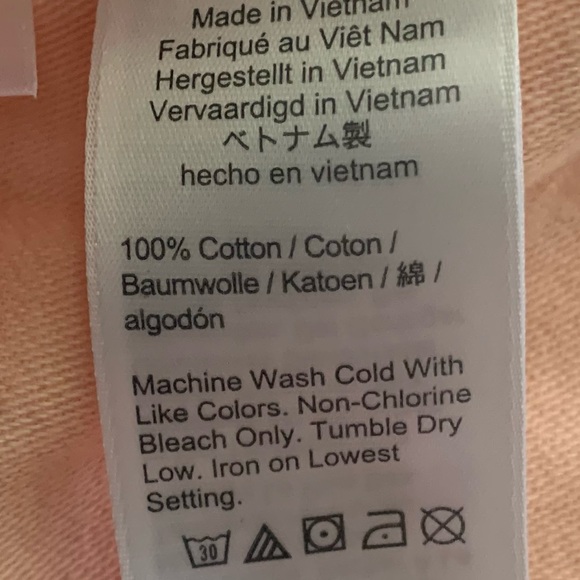 Made in Vietnam
Fabriqué au Viêt Nam
Hergestellt in Vietnam
Vervaardigd in Vietnam
ベトナム製
hecho en vietnam
100% Cotton / Coton /
Baumwolle / Katoen / 綿 /
algodón
Machine Wash Cold With
Like Colors. Non-Chlorine
Bleach Only. Tumble Dry
Low. Iron on Lowest
Setting.
30